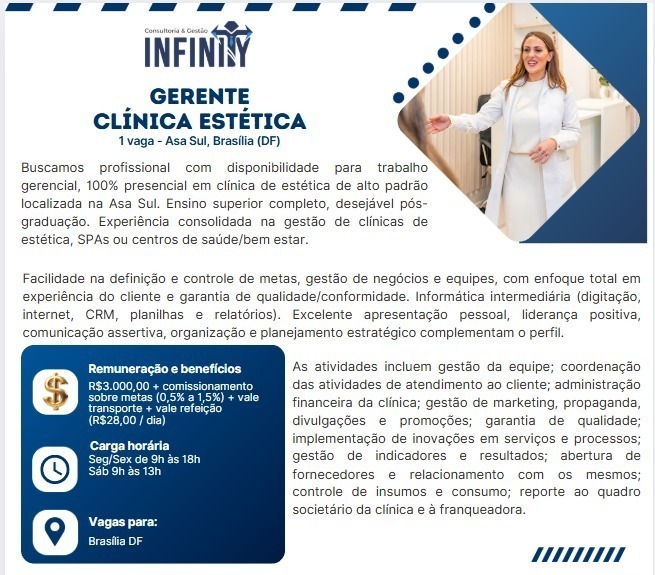 Consultoria & Gestão
INFINITY
GERENTE
CLÍNICA ESTÉTICA
1 vaga - Asa Sul, Brasília (DF)
Buscamos profissional com disponibilidade para trabalho
gerencial, 100% presencial em clínica de estética de alto padrão
localizada na Asa Sul. Ensino superior completo, desejável pós-
graduação. Experiência consolidada na gestão de clínicas de
estética, SPAs ou centros de saúde/bem estar.
Facilidade na definição e controle de metas, gestão de negócios e equipes, com enfoque total em
experiência do cliente e garantia de qualidade/conformidade. Informática intermediária (digitação,
internet, CRM, planilhas e relatórios). Excelente apresentação pessoal, liderança positiva,
comunicação assertiva, organização e planejamento estratégico complementam o perfil.
Remuneração e benefícios
R$3.000,00 + comissionamento
sobre metas (0,5% a 1,5%) + vale
transporte + vale refeição
(R$28,00 / dia)
Carga horária
Seg/Sex de 9h às 18h
Sáb 9h às 13h
Vagas para:
Brasília DF
As atividades incluem gestão da equipe; coordenação
das atividades de atendimento ao cliente; administração
financeira da clínica; gestão de marketing, propaganda,
divulgações e promoções; garantia de qualidade;
implementação de inovações em serviços e processos;
gestão de indicadores e resultados; abertura de
fornecedores e relacionamento com os mesmos;
controle de insumos e consumo; reporte ao quadro
societário da clínica e à franqueadora.